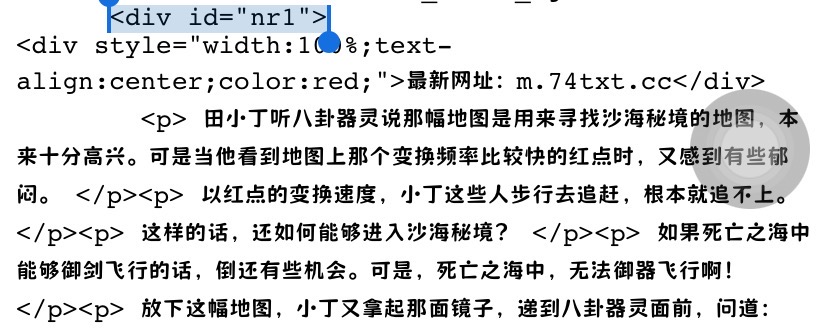 <div id="nr1">
<div style="width:100%;text-
align:center;color:red;">最新网址：m.74txt.cc</div>
<p> 田小丁听八卦器灵说那幅地图是用来寻找沙海秘境的地图，本
来十分高兴。可是当他看到地图上那个变换频率比较快的红点时，又感到有些郁
闷。 </p><p> 以红点的变换速度，小丁这些人步行去追赶，根本就追不上。
</p><p> 这样的话，还如何能够进入沙海秘境？ </p><p> 如果死亡之海中
能够御剑飞行的话，倒还有些机会。可是，死亡之海中，无法御器飞行啊！
</p><p> 放下这幅地图，小丁又拿起那面镜子，递到八卦器灵面前，问道：